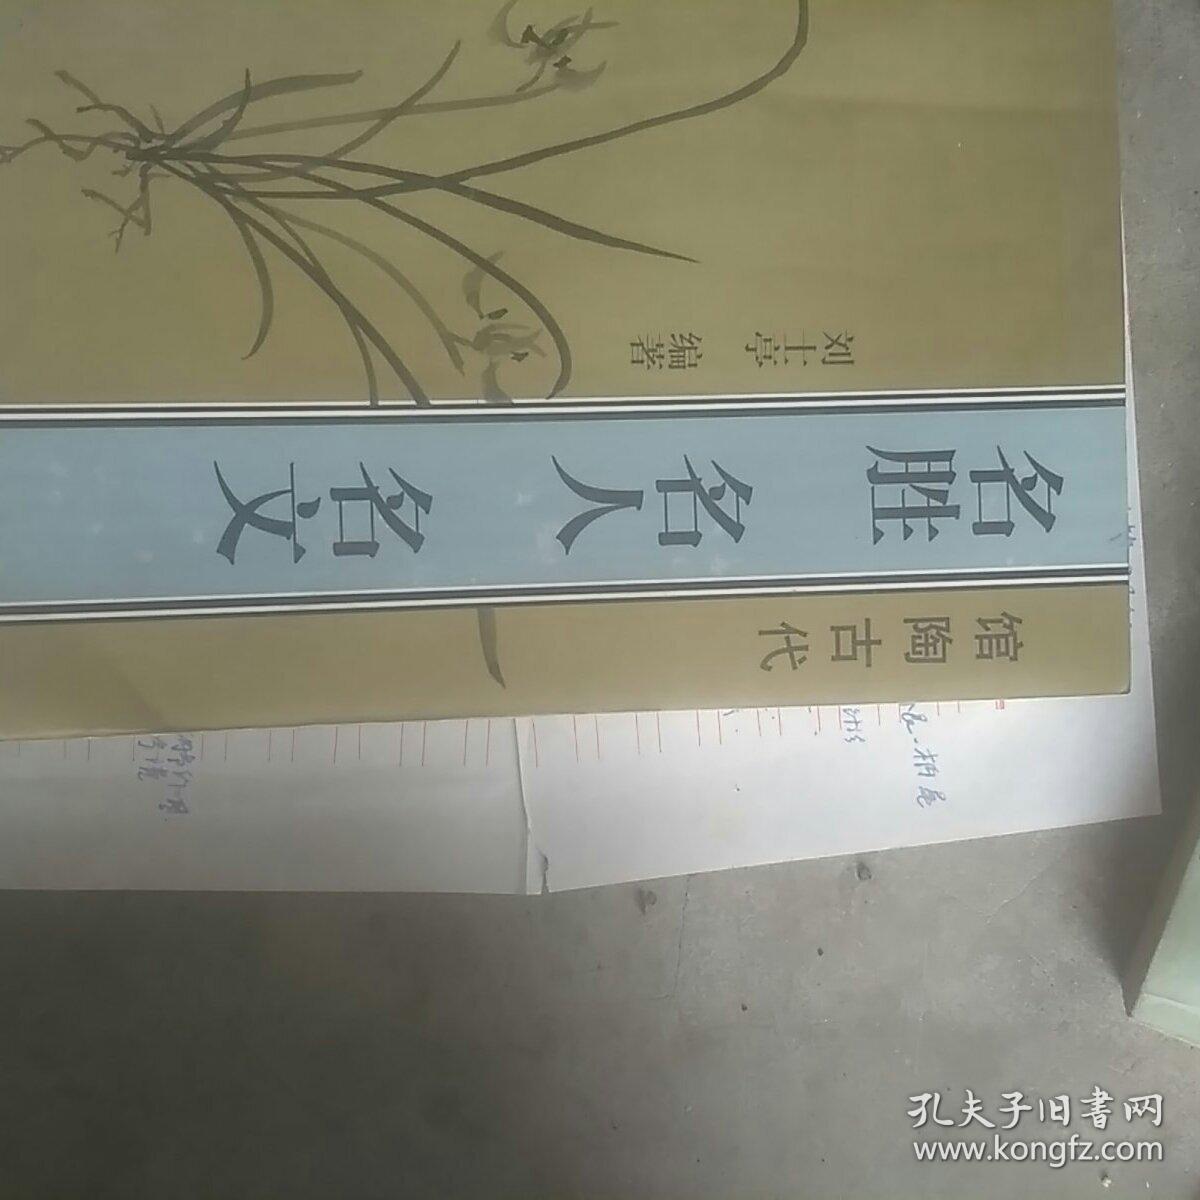 馆陶古代
名胜 名人 名文
刘士亭 编著
孔夫子旧书网
www.kongfz.com